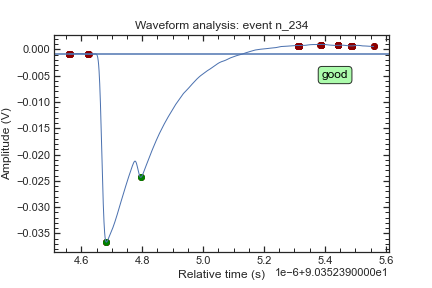 Waveform analysis: event n_234
0.000
−0.005
−0.010
−0.015
−0.020
−0.025
−0.030
−0.035
Amplitude (V)
good
4.6 4.8 5.0 5.2 5.4 5.6
Relative time (s)
1e-6+9.0352390000e1